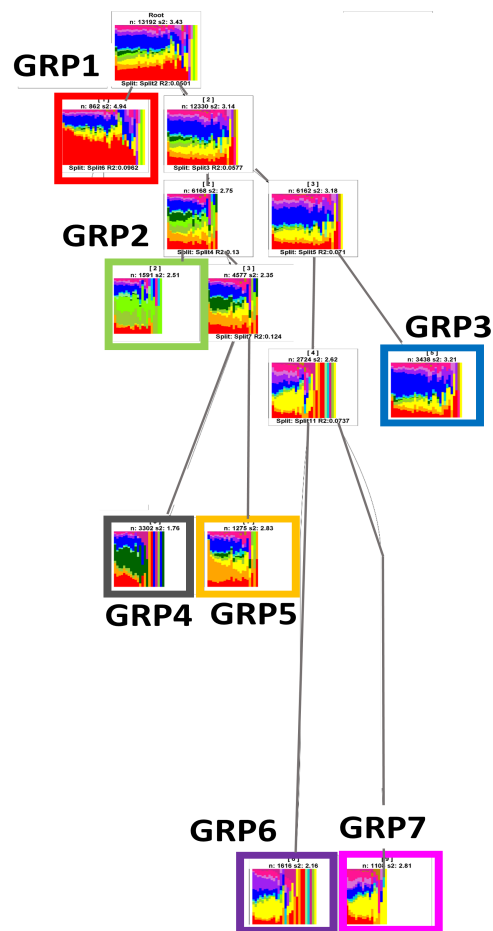 Root
n: 13192 s2: 3.43
Split: Split2 R2:0.0501
GRP1
n: 862 s2: 4.94
Split: Split6 R2:0.0962
[ 2 ]
n: 12330 s2: 3.14
Split: Split3 R2:0.0577
n: 6168 s2: 2.75
Split: Split4 R2:0.13
[ 3 ]
n: 6162 s2: 3.18
Split: Split5 R2:0.071
GRP2
[ 2 ]
n: 1591 s2: 2.51
[ 3 ]
n: 4577 s2: 2.35
Split: Split7 R2:0.124
GRP3
n: 3438 s2: 3.21
[ 4 ]
n: 2724 s2: 2.62
Split: Split11 R2:0.0737
n: 3302 s2: 1.76
n: 1275 s2: 2.83
GRP4
GRP5
GRP6
GRP7
n: 1616 s2: 2.16
s2: 2.81